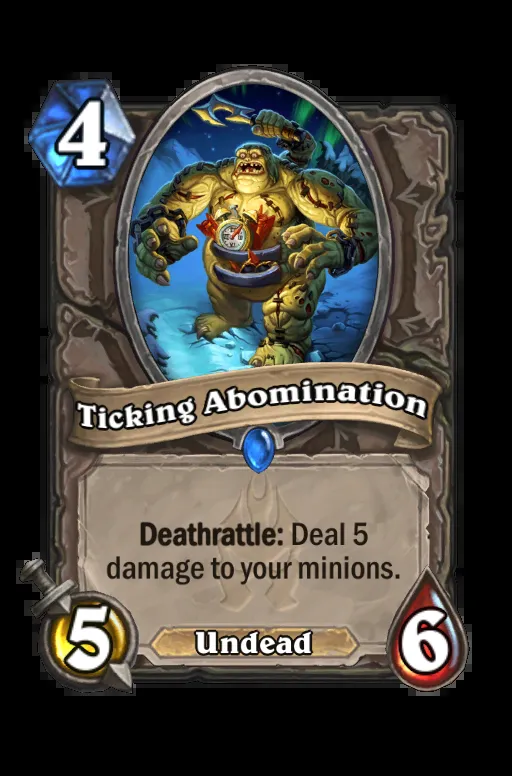 4
Ticking Abomination
Deathrattle: Deal 5
damage to your minions.
5
Undead
6